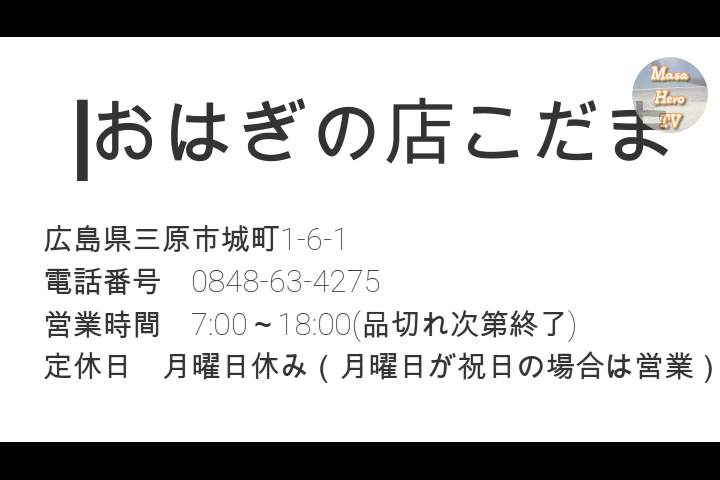 おはぎの店こだま
Masa
Hero
TV
広島県三原市城町1-6-1
電話番号　0848-63-4275
営業時間　7:00～18:00(品切れ次第終了)
定休日　月曜日休み（月曜日が祝日の場合は営業）